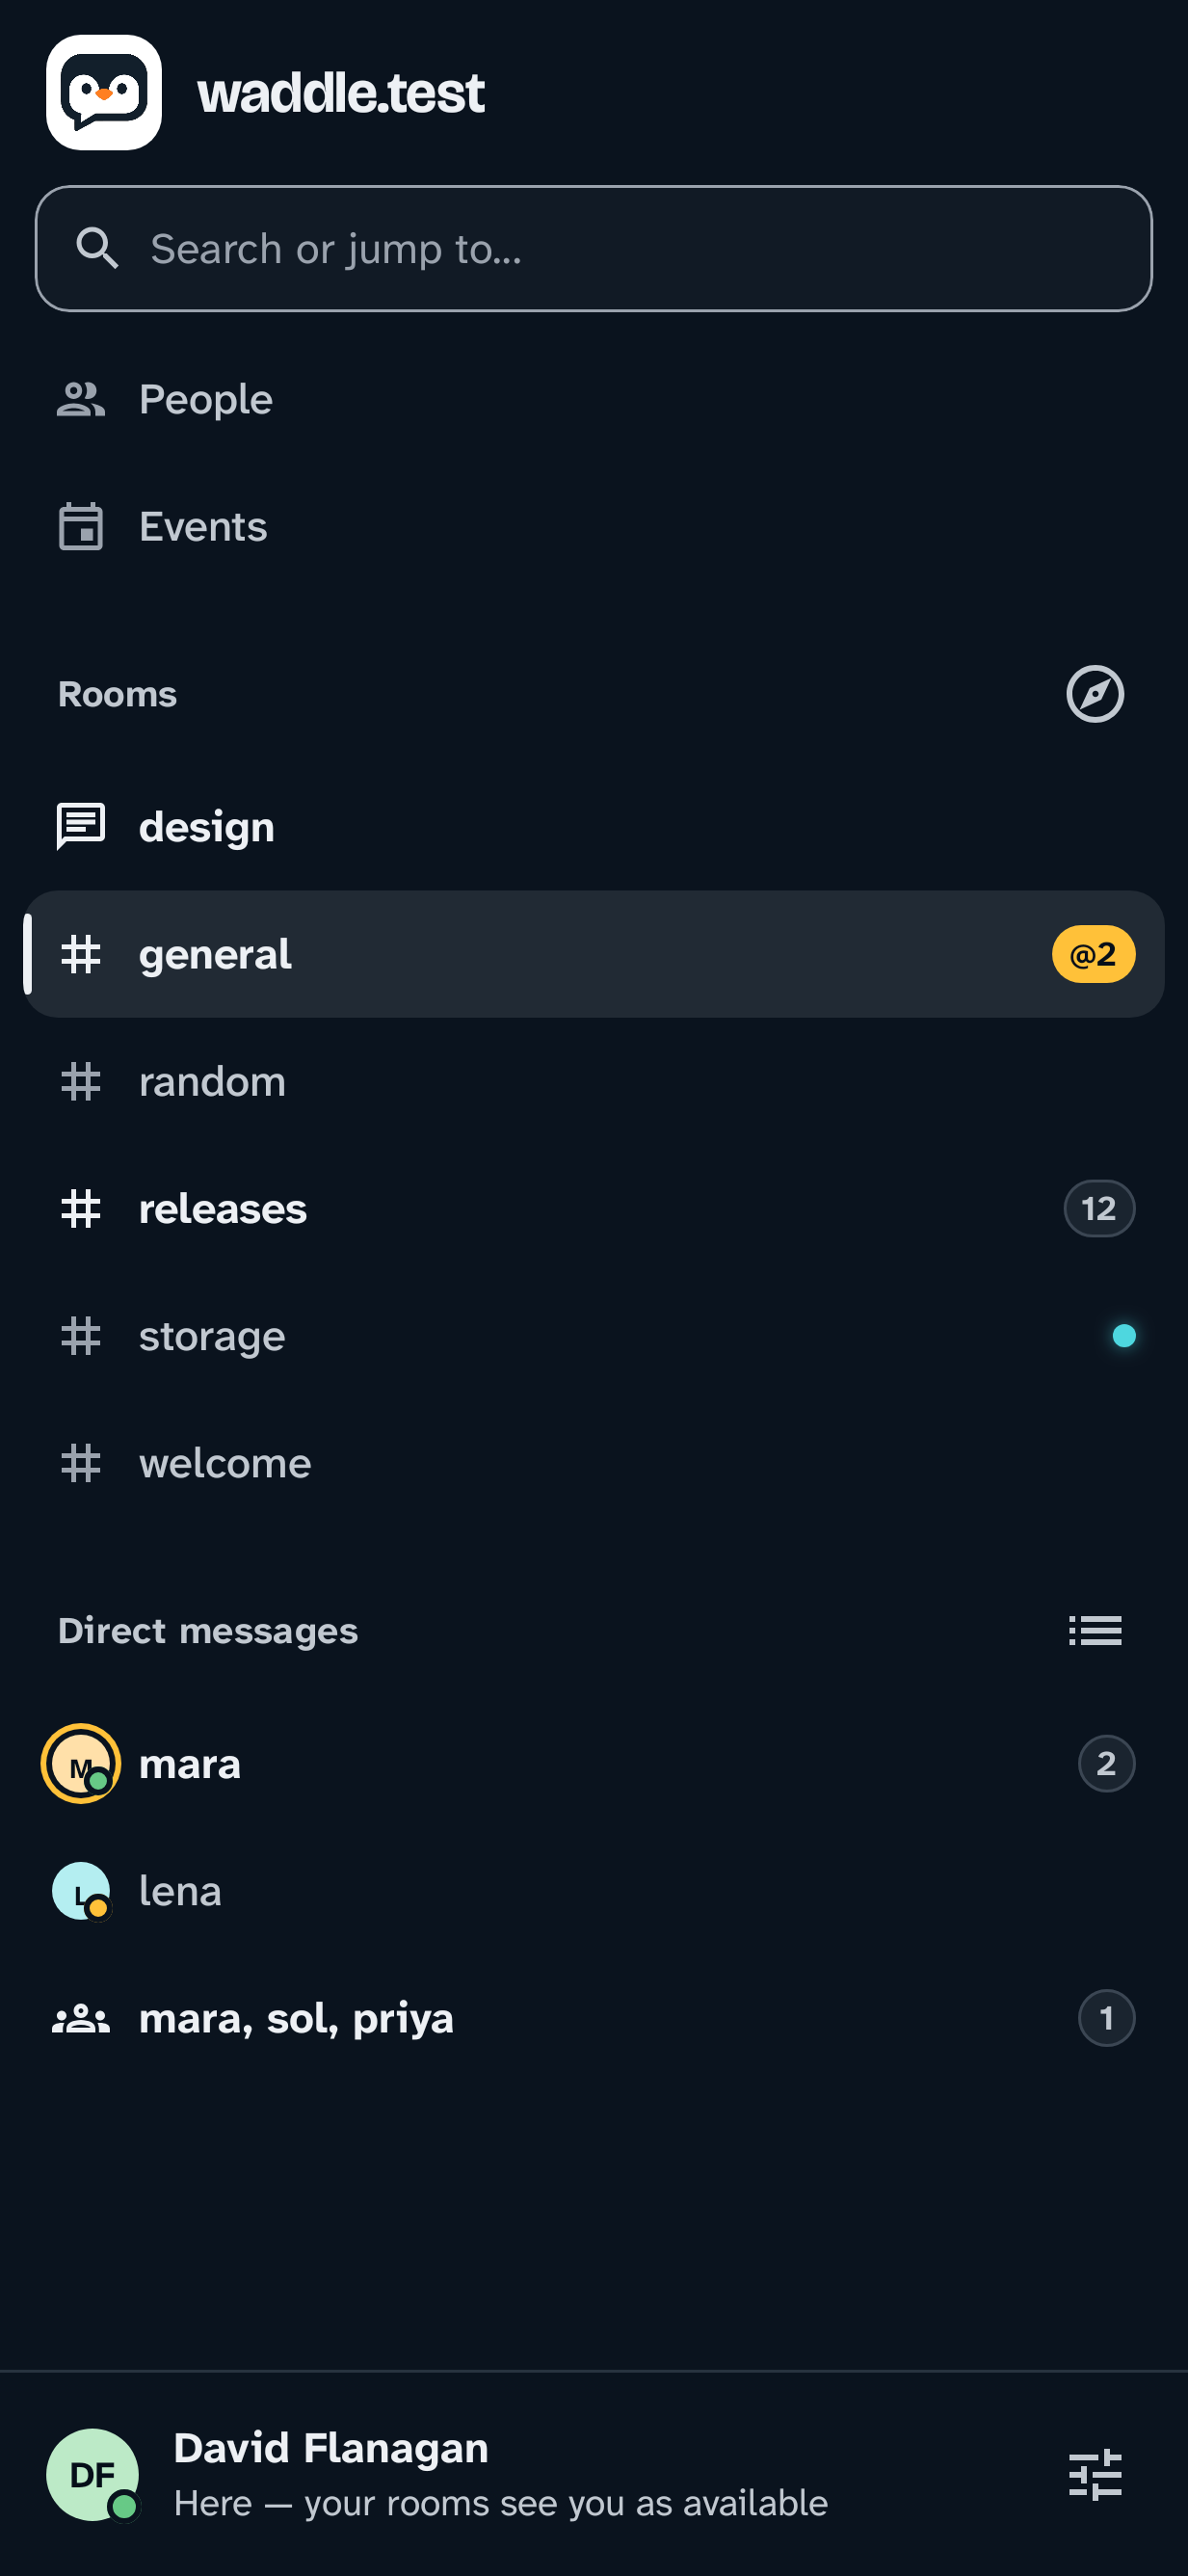 waddle.test
Search or jump to...
People
Events
Rooms
design
general @2
random
releases 12
storage
welcome
Direct messages
M mara 2
L lena
mara, sol, priya 1
DF David Flanagan
Here — your rooms see you as available